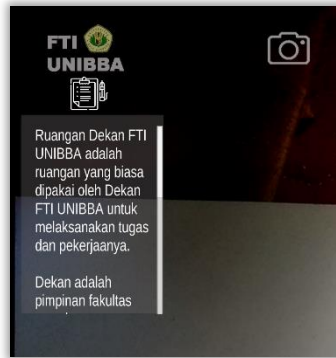 FTI
UNIBBA
Ruangan Dekan FTI
UNIBBA adalah
ruangan yang biasa
dipakai oleh Dekan
FTI UNIBBA untuk
melaksanakan tugas
dan pekerjaanya.
Dekan adalah
pimpinan fakultas